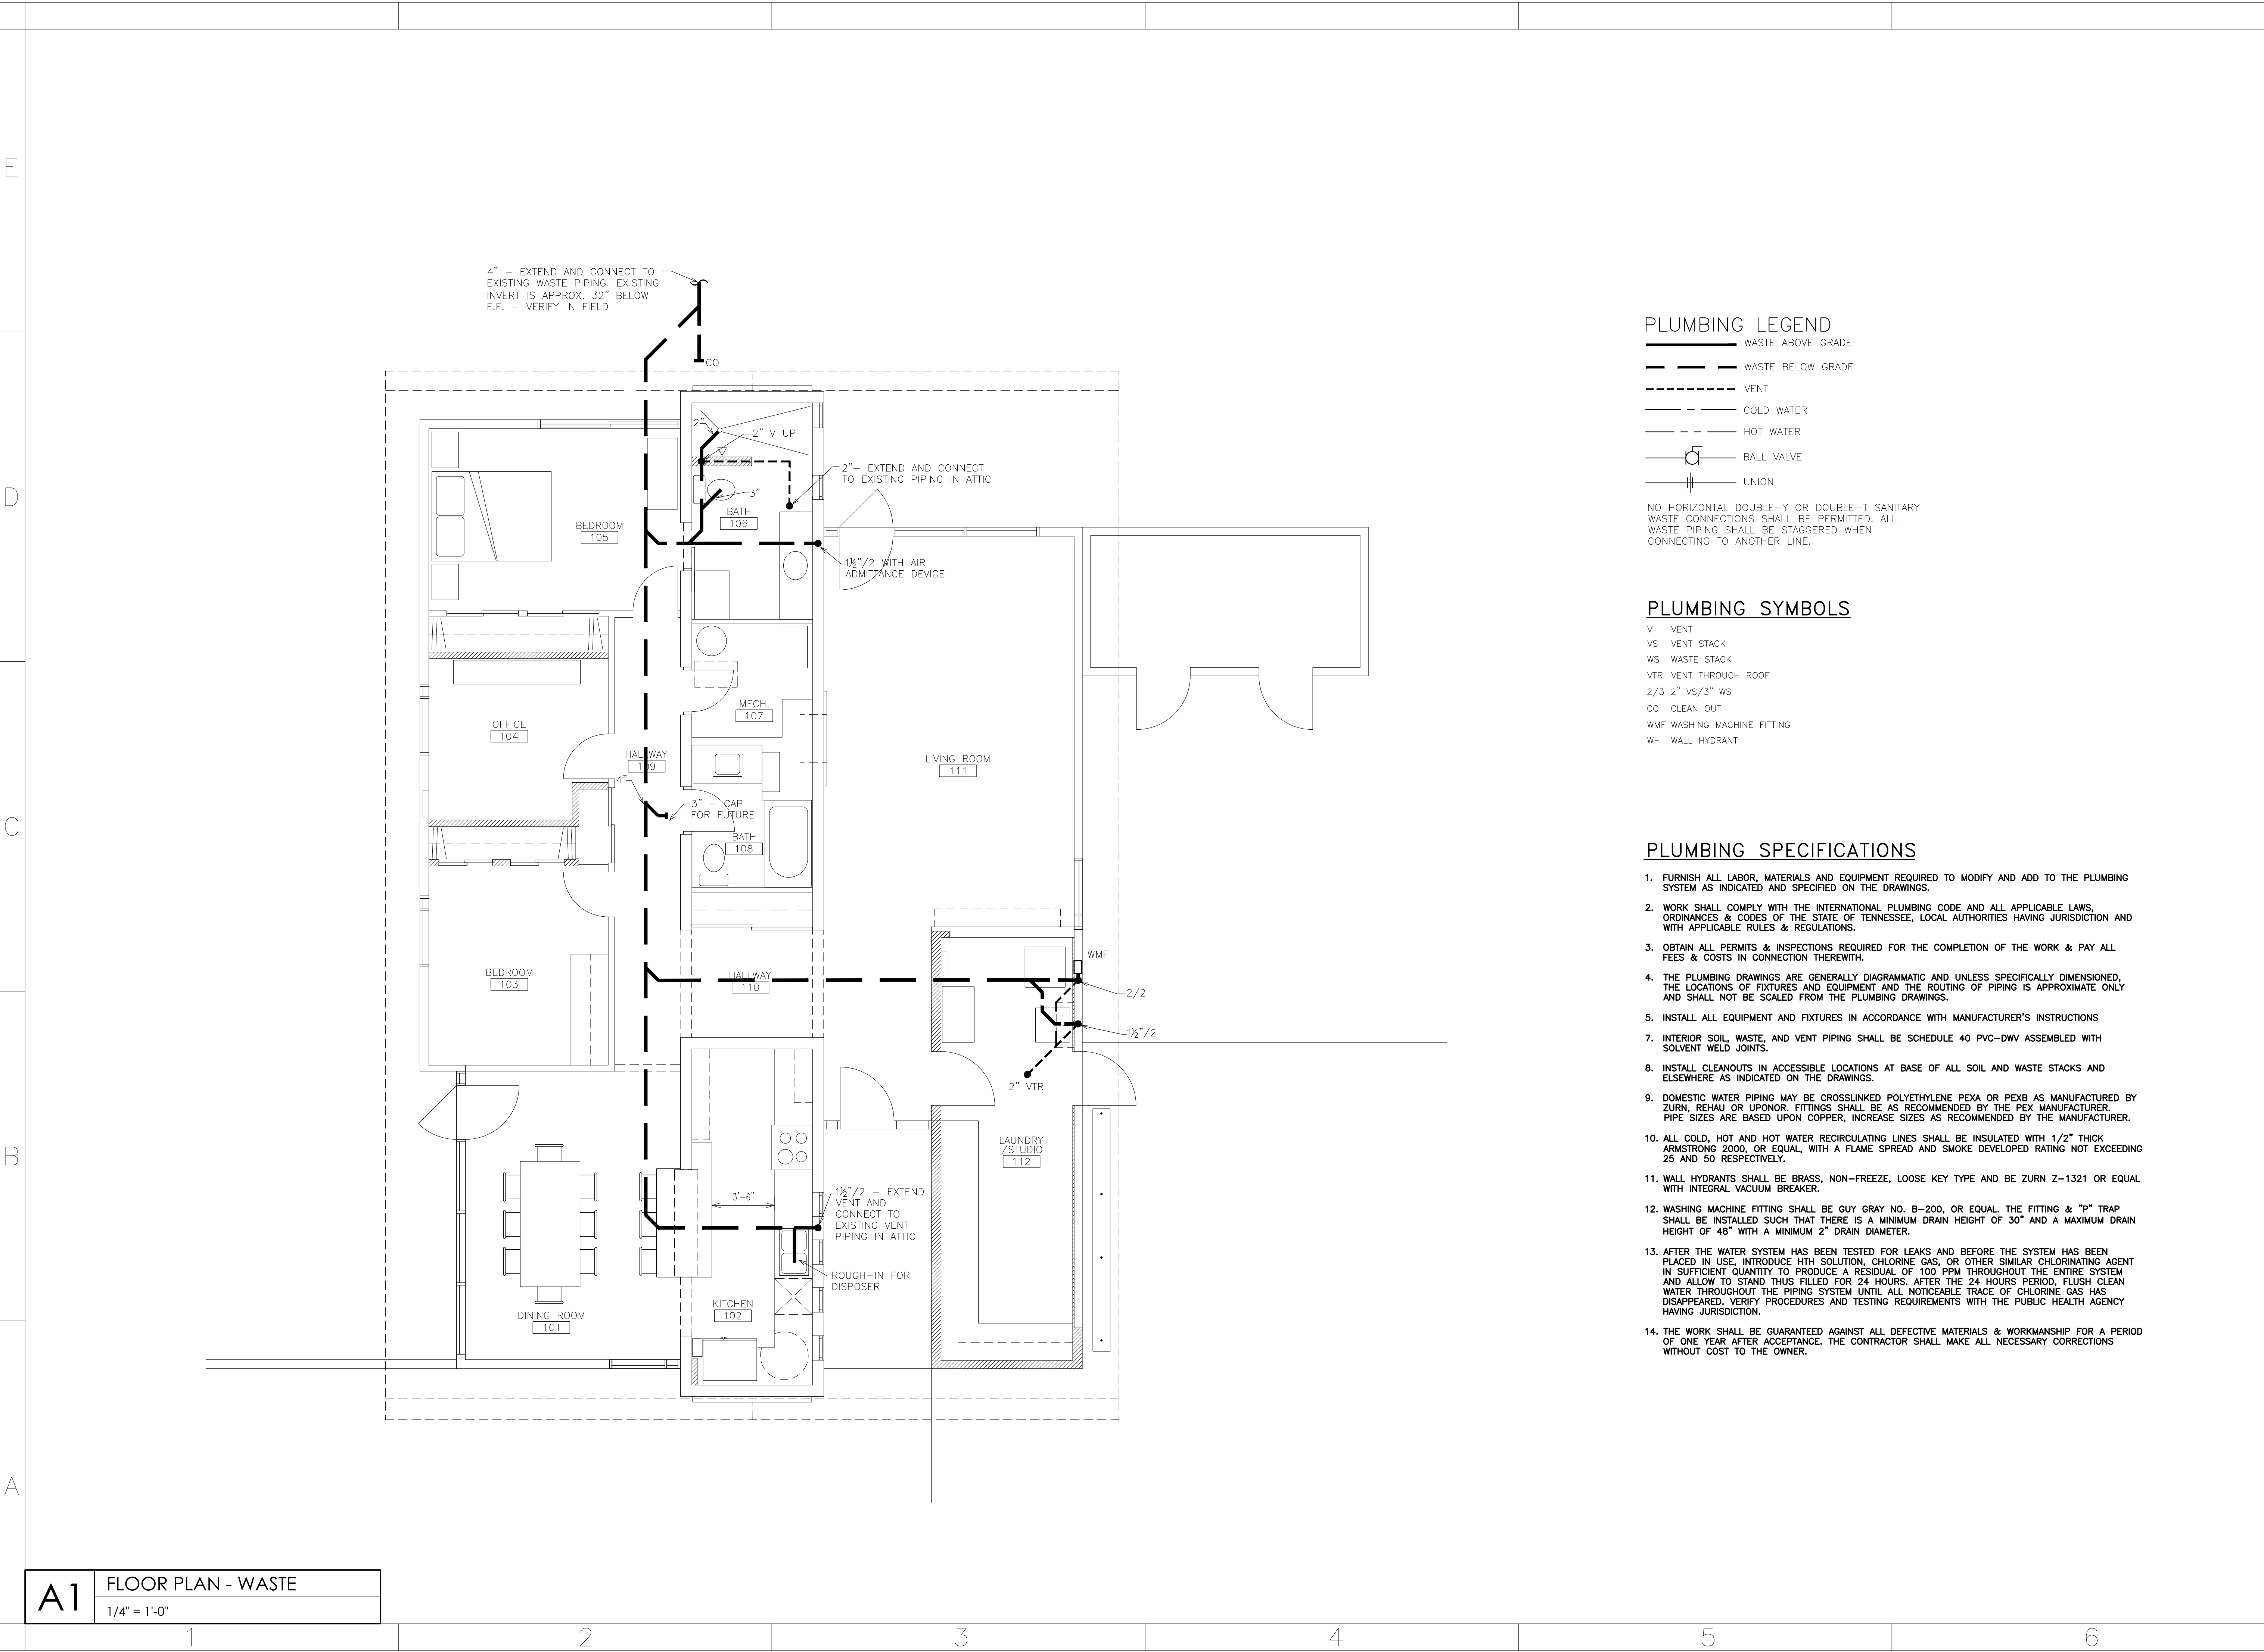 4" – EXTEND AND CONNECT TO
EXISTING WASTE PIPING. EXISTING
INVERT IS APPROX. 32" BELOW
F.F. – VERIFY IN FIELD
CO
2"
2" V UP
2"– EXTEND AND CONNECT
TO EXISTING PIPING IN ATTIC
3"
BATH
106
BEDROOM
105
1½"/2 WITH AIR
ADMITTANCE DEVICE
MECH.
107
OFFICE
104
HALLWAY
109
LIVING ROOM
111
4"
3" – CAP
FOR FUTURE
BATH
108
WMF
BEDROOM
103
HALLWAY
110
2/2
1½"/2
2" VTR
LAUNDRY
/STUDIO
112
3'-6"
1½"/2 – EXTEND
VENT AND
CONNECT TO
EXISTING VENT
PIPING IN ATTIC
ROUGH–IN FOR
DISPOSER
KITCHEN
102
DINING ROOM
101
PLUMBING LEGEND
WASTE ABOVE GRADE
WASTE BELOW GRADE
VENT
COLD WATER
HOT WATER
BALL VALVE
UNION
NO HORIZONTAL DOUBLE–Y OR DOUBLE–T SANITARY
WASTE CONNECTIONS SHALL BE PERMITTED. ALL
WASTE PIPING SHALL BE STAGGERED WHEN
CONNECTING TO ANOTHER LINE.
PLUMBING SYMBOLS
V VENT
VS VENT STACK
WS WASTE STACK
VTR VENT THROUGH ROOF
2/3 2" VS/3" WS
CO CLEAN OUT
WMF WASHING MACHINE FITTING
WH WALL HYDRANT
PLUMBING SPECIFICATIONS
1. FURNISH ALL LABOR, MATERIALS AND EQUIPMENT REQUIRED TO MODIFY AND ADD TO THE PLUMBING
SYSTEM AS INDICATED AND SPECIFIED ON THE DRAWINGS.
2. WORK SHALL COMPLY WITH THE INTERNATIONAL PLUMBING CODE AND ALL APPLICABLE LAWS,
ORDINANCES & CODES OF THE STATE OF TENNESSEE, LOCAL AUTHORITIES HAVING JURISDICTION AND
WITH APPLICABLE RULES & REGULATIONS.
3. OBTAIN ALL PERMITS & INSPECTIONS REQUIRED FOR THE COMPLETION OF THE WORK & PAY ALL
FEES & COSTS IN CONNECTION THEREWITH.
4. THE PLUMBING DRAWINGS ARE GENERALLY DIAGRAMMATIC AND UNLESS SPECIFICALLY DIMENSIONED,
THE LOCATIONS OF FIXTURES AND EQUIPMENT AND THE ROUTING OF PIPING IS APPROXIMATE ONLY
AND SHALL NOT BE SCALED FROM THE PLUMBING DRAWINGS.
5. INSTALL ALL EQUIPMENT AND FIXTURES IN ACCORDANCE WITH MANUFACTURER'S INSTRUCTIONS
7. INTERIOR SOIL, WASTE, AND VENT PIPING SHALL BE SCHEDULE 40 PVC–DWV ASSEMBLED WITH
SOLVENT WELD JOINTS.
8. INSTALL CLEANOUTS IN ACCESSIBLE LOCATIONS AT BASE OF ALL SOIL AND WASTE STACKS AND
ELSEWHERE AS INDICATED ON THE DRAWINGS.
9. DOMESTIC WATER PIPING MAY BE CROSSLINKED POLYETHYLENE PEXA OR PEXB AS MANUFACTURED BY
ZURN, REHAU OR UPONOR. FITTINGS SHALL BE AS RECOMMENDED BY THE PEX MANUFACTURER.
PIPE SIZES ARE BASED UPON COPPER, INCREASE SIZES AS RECOMMENDED BY THE MANUFACTURER.
10. ALL COLD, HOT AND HOT WATER RECIRCULATING LINES SHALL BE INSULATED WITH 1/2" THICK
ARMSTRONG 2000, OR EQUAL, WITH A FLAME SPREAD AND SMOKE DEVELOPED RATING NOT EXCEEDING
25 AND 50 RESPECTIVELY.
11. WALL HYDRANTS SHALL BE BRASS, NON–FREEZE, LOOSE KEY TYPE AND BE ZURN Z–1321 OR EQUAL
WITH INTEGRAL VACUUM BREAKER.
12. WASHING MACHINE FITTING SHALL BE GUY GRAY NO. B–200, OR EQUAL. THE FITTING & "P" TRAP
SHALL BE INSTALLED SUCH THAT THERE IS A MINIMUM DRAIN HEIGHT OF 30" AND A MAXIMUM DRAIN
HEIGHT OF 48" WITH A MINIMUM 2" DRAIN DIAMETER.
13. AFTER THE WATER SYSTEM HAS BEEN TESTED FOR LEAKS AND BEFORE THE SYSTEM HAS BEEN
PLACED IN USE, INTRODUCE HTH SOLUTION, CHLORINE GAS, OR OTHER SIMILAR CHLORINATING AGENT
IN SUFFICIENT QUANTITY TO PRODUCE A RESIDUAL OF 100 PPM THROUGHOUT THE ENTIRE SYSTEM
AND ALLOW TO STAND THUS FILLED FOR 24 HOURS. AFTER THE 24 HOURS PERIOD, FLUSH CLEAN
WATER THROUGHOUT THE PIPING SYSTEM UNTIL ALL NOTICEABLE TRACE OF CHLORINE GAS HAS
DISAPPEARED. VERIFY PROCEDURES AND TESTING REQUIREMENTS WITH THE PUBLIC HEALTH AGENCY
HAVING JURISDICTION.
14. THE WORK SHALL BE GUARANTEED AGAINST ALL DEFECTIVE MATERIALS & WORKMANSHIP FOR A PERIOD
OF ONE YEAR AFTER ACCEPTANCE. THE CONTRACTOR SHALL MAKE ALL NECESSARY CORRECTIONS
WITHOUT COST TO THE OWNER.
E
D
C
B
A
A1
FLOOR PLAN - WASTE
1/4" = 1'-0"
1 2 3 4 5 6